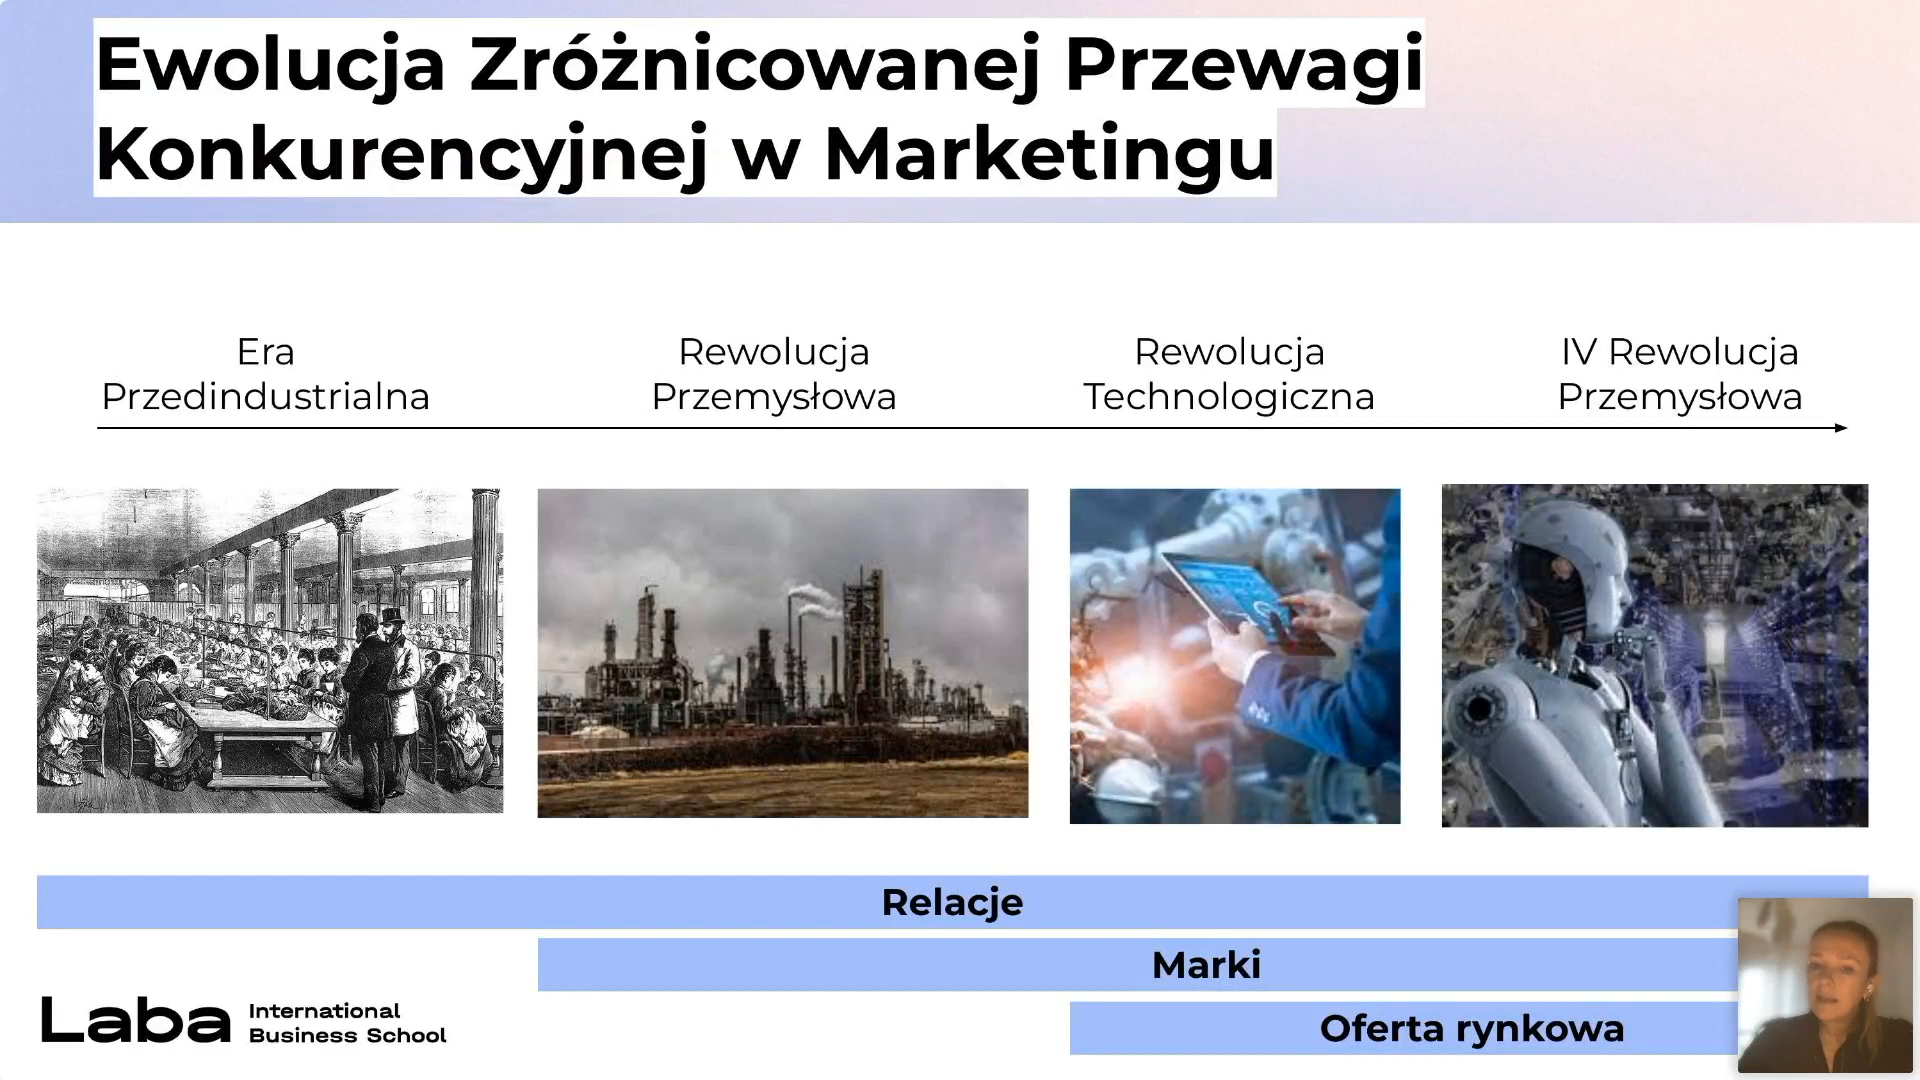 Ewolucja Zróżnicowanej Przewagi
Konkurencyjnej w Marketingu
Era
Przedindustrialna
Rewolucja
Przemysłowa
Rewolucja
Technologiczna
IV Rewolucja
Przemysłowa
Relacje
Marki
Oferta rynkowa
Laba
International
Business School